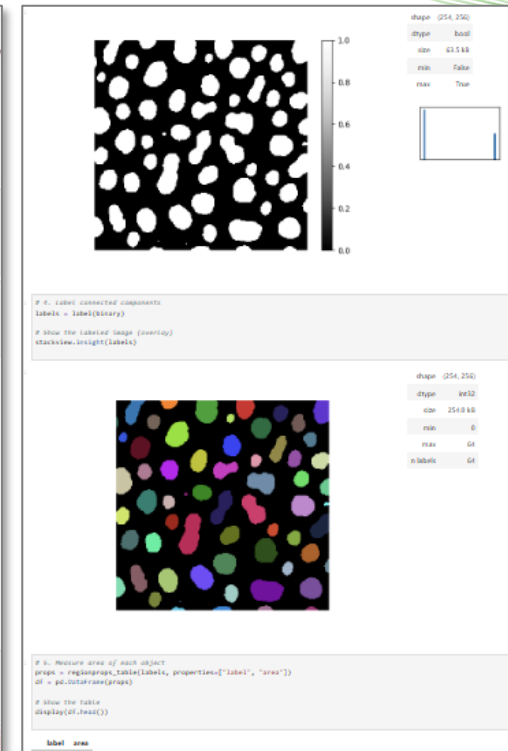 shape (254, 256)
dtype bool
size 63.5 kB
min False
max True
1.0
0.8
0.6
0.4
0.2
0.0
# 4. Label connected components
labels = label(binary)
# Show the labeled image (overlay)
stackview.insight(labels)
shape (254, 256)
dtype int32
size 254.0 kB
min 0
max 64
n labels 64
# 5. Measure area of each object
props = regionprops_table(labels, properties=["label", "area"])
df = pd.DataFrame(props)
# Show the table
display(df.head())
label area